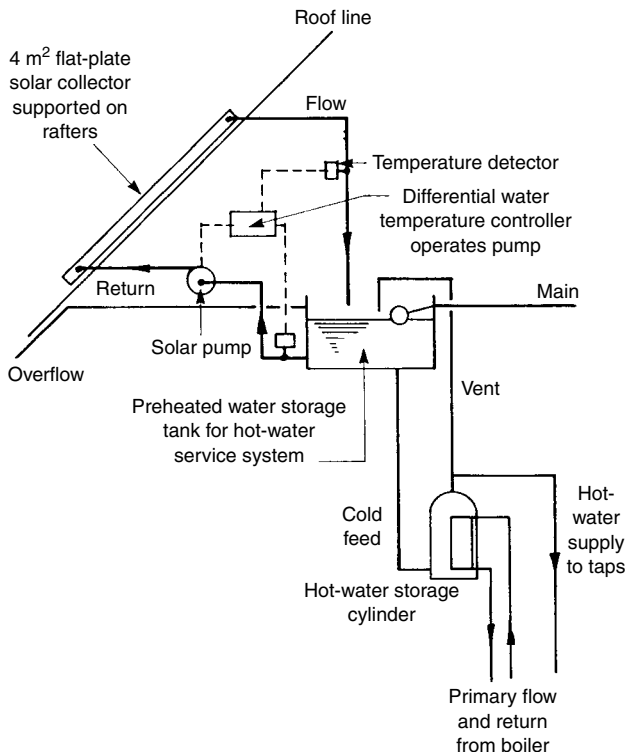 Roof line
4 m² flat-plate
solar collector
supported on
rafters
Flow
Temperature detector
Differential water
temperature controller
operates pump
Return
Main
Solar pump
Overflow
Vent
Preheated water storage
tank for hot-water
service system
Cold
feed
Hot-
water
supply
to taps
Hot-water storage
cylinder
Primary flow
and return
from boiler